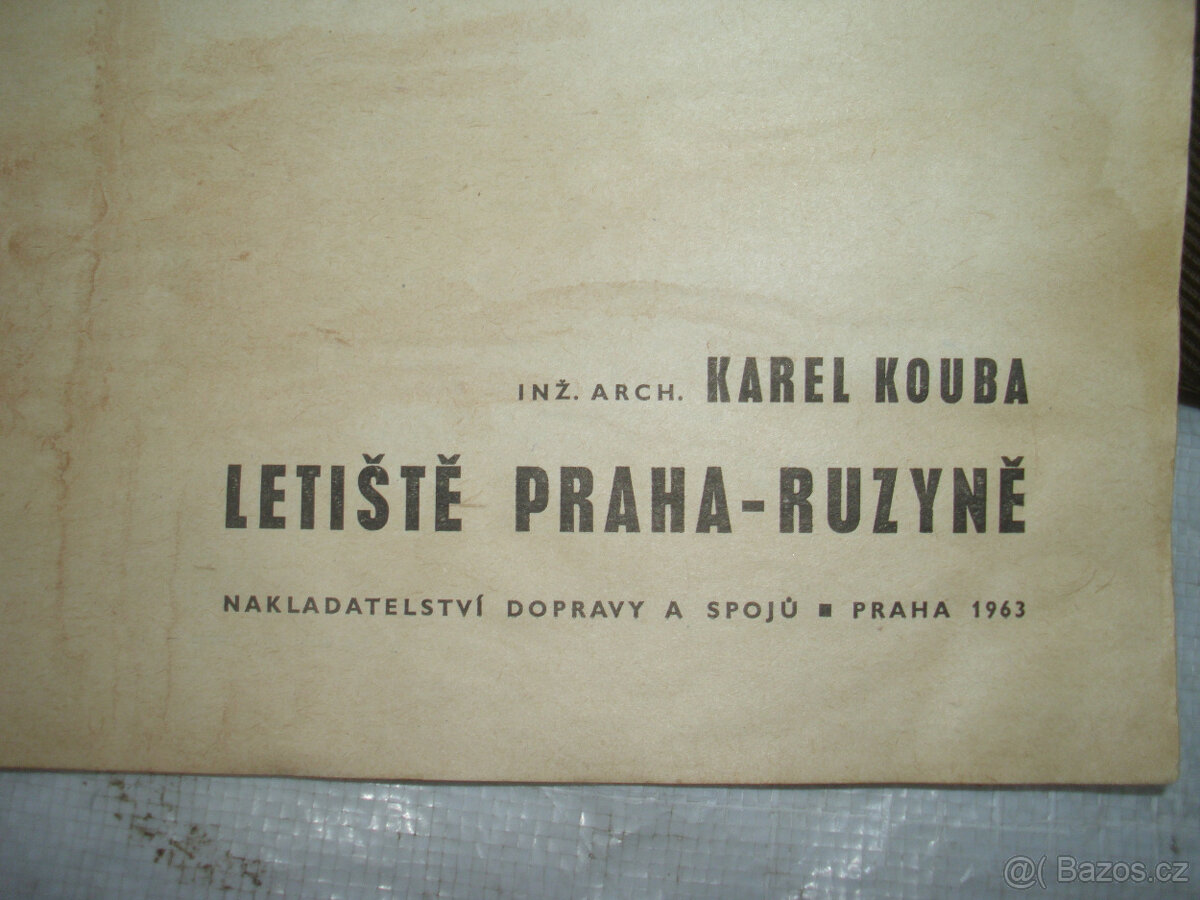 INŽ. ARCH. KAREL KOUBA
LETIŠTĚ PRAHA-RUZYNĚ
NAKLADATELSTVÍ DOPRAVY A SPOJŮ ■ PRAHA 1963
@( Bazos.cz